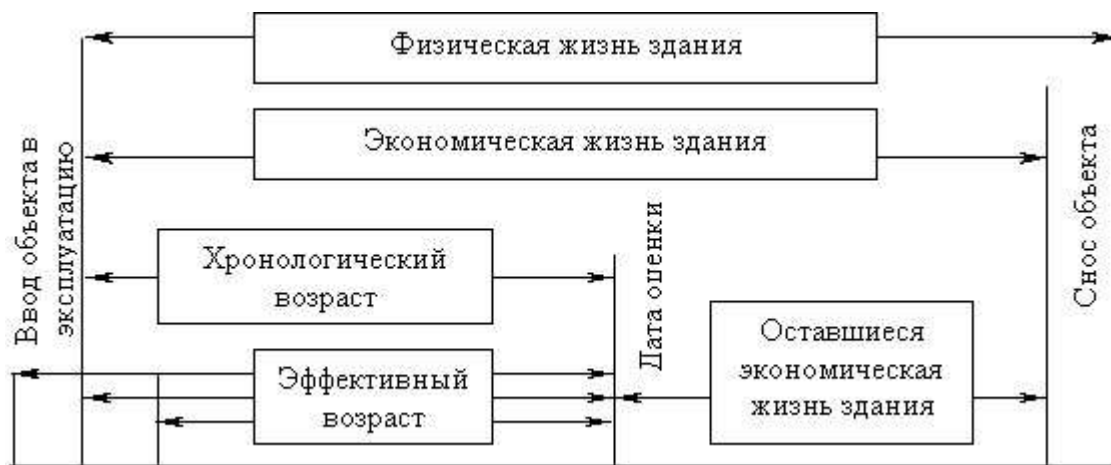 Физическая жизнь здания
Экономическая жизнь здания
Ввод объекта в
эксплуатацию
Хронологический
возраст
Эффективный
возраст
Дата оценки
Оставшиеся
экономическая
жизнь здания
Снос объекта